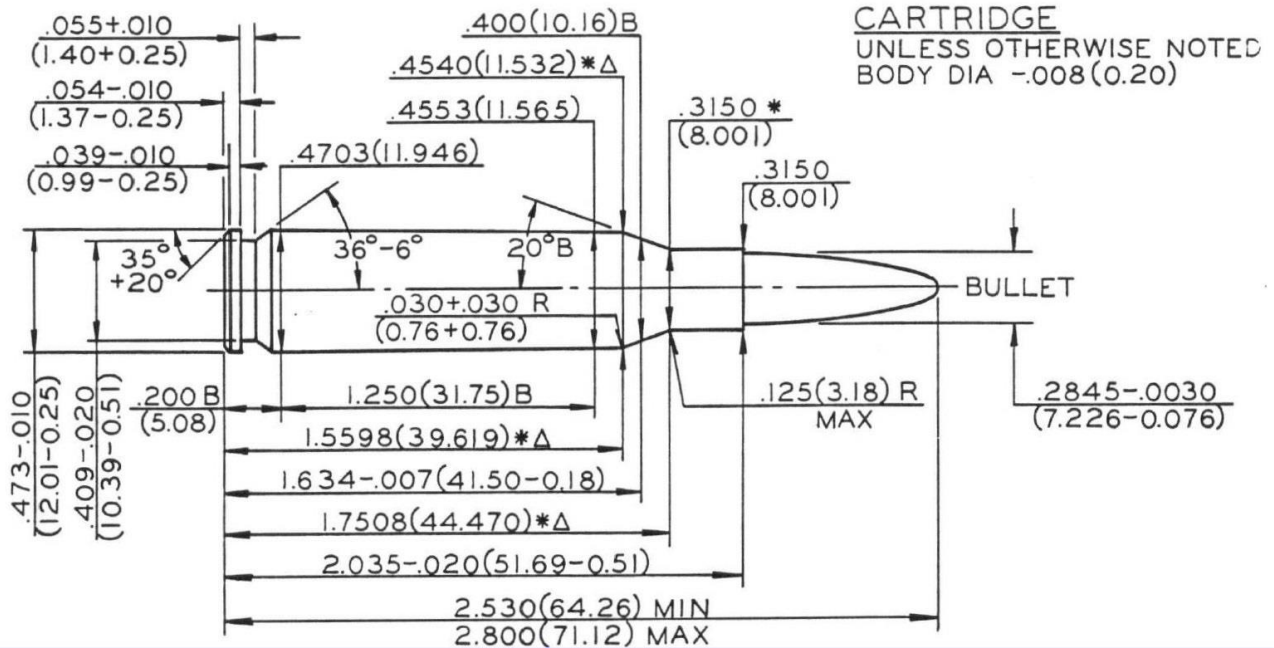 .055+.010
(1.40+0.25)
.054-.010
(1.37-0.25)
.039-.010
(0.99-0.25)
.400(10.16)B
.4540(11.532)*Δ
.4553(11.565)
.4703(11.946)
CARTRIDGE
UNLESS OTHERWISE NOTED
BODY DIA -.008(0.20)
.3150 *
(8.001)
.3150
(8.001)
35°
+20°
36°-6°
20°B
BULLET
.030+.030 R
(0.76+0.76)
.473-.010
(12.01-0.25)
.409-.020
(10.39-0.51)
.200 B
(5.08)
1.250(31.75)B
.125(3.18) R
MAX
.2845-.0030
(7.226-0.076)
1.5598(39.619)*Δ
1.634-.007(41.50-0.18)
1.7508(44.470)*Δ
2.035-.020(51.69-0.51)
2.530(64.26) MIN
2.800(71.12) MAX